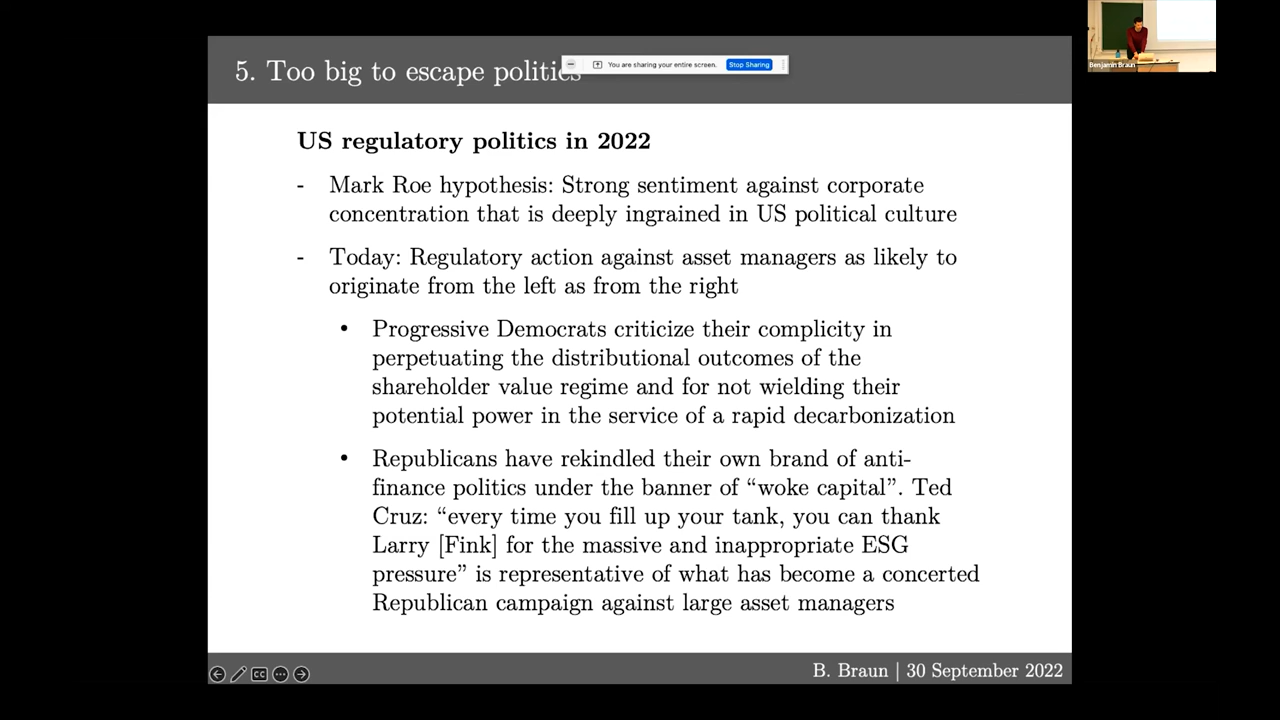 5. Too big to escape politics
You are sharing your entire screen.
Stop Sharing
Benjamin Braun
US regulatory politics in 2022
- Mark Roe hypothesis: Strong sentiment against corporate
concentration that is deeply ingrained in US political culture
- Today: Regulatory action against asset managers as likely to
originate from the left as from the right
• Progressive Democrats criticize their complicity in
perpetuating the distributional outcomes of the
shareholder value regime and for not wielding their
potential power in the service of a rapid decarbonization
• Republicans have rekindled their own brand of anti-
finance politics under the banner of “woke capital”. Ted
Cruz: “every time you fill up your tank, you can thank
Larry [Fink] for the massive and inappropriate ESG
pressure” is representative of what has become a concerted
Republican campaign against large asset managers
CC
B. Braun | 30 September 2022